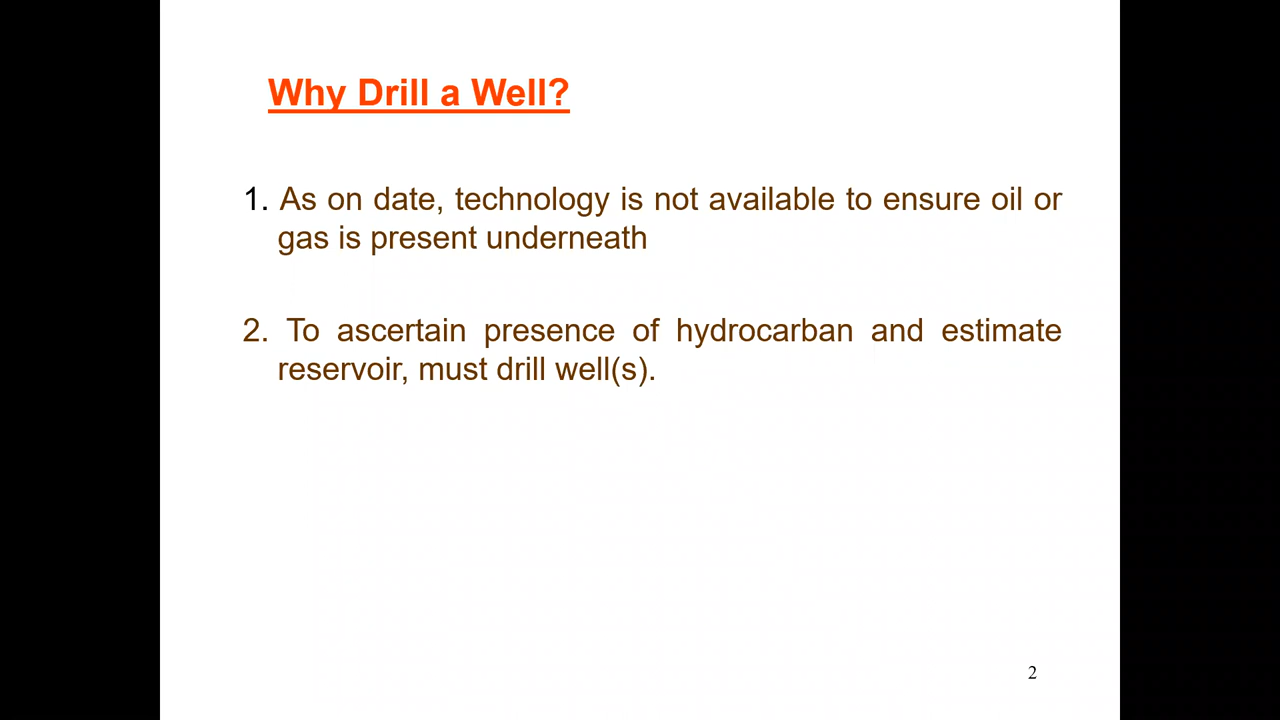 Why Drill a Well?
1. As on date, technology is not available to ensure oil or
gas is present underneath
2. To ascertain presence of hydrocarban and estimate
reservoir, must drill well(s).
2